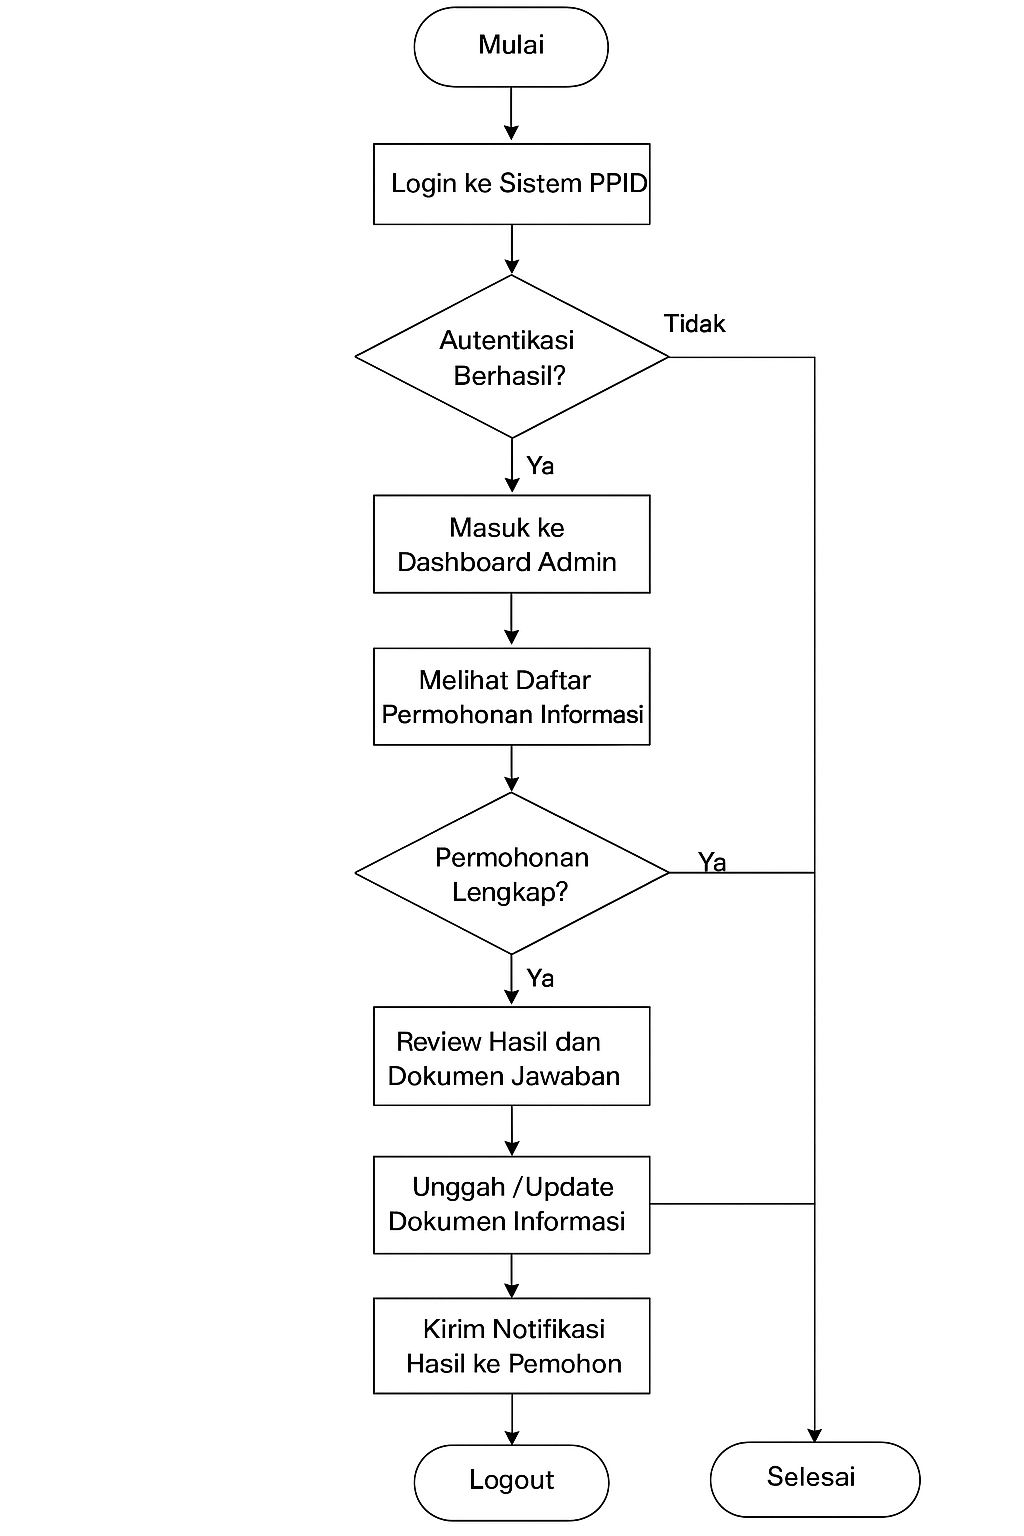 Mulai
Login ke Sistem PPID
Autentikasi
Berhasil?
Tidak
Ya
Masuk ke
Dashboard Admin
Melihat Daftar
Permohonan Informasi
Permohonan
Lengkap?
Ya
Ya
Review Hasil dan
Dokumen Jawaban
Unggah /Update
Dokumen Informasi
Kirim Notifikasi
Hasil ke Pemohon
Logout
Selesai